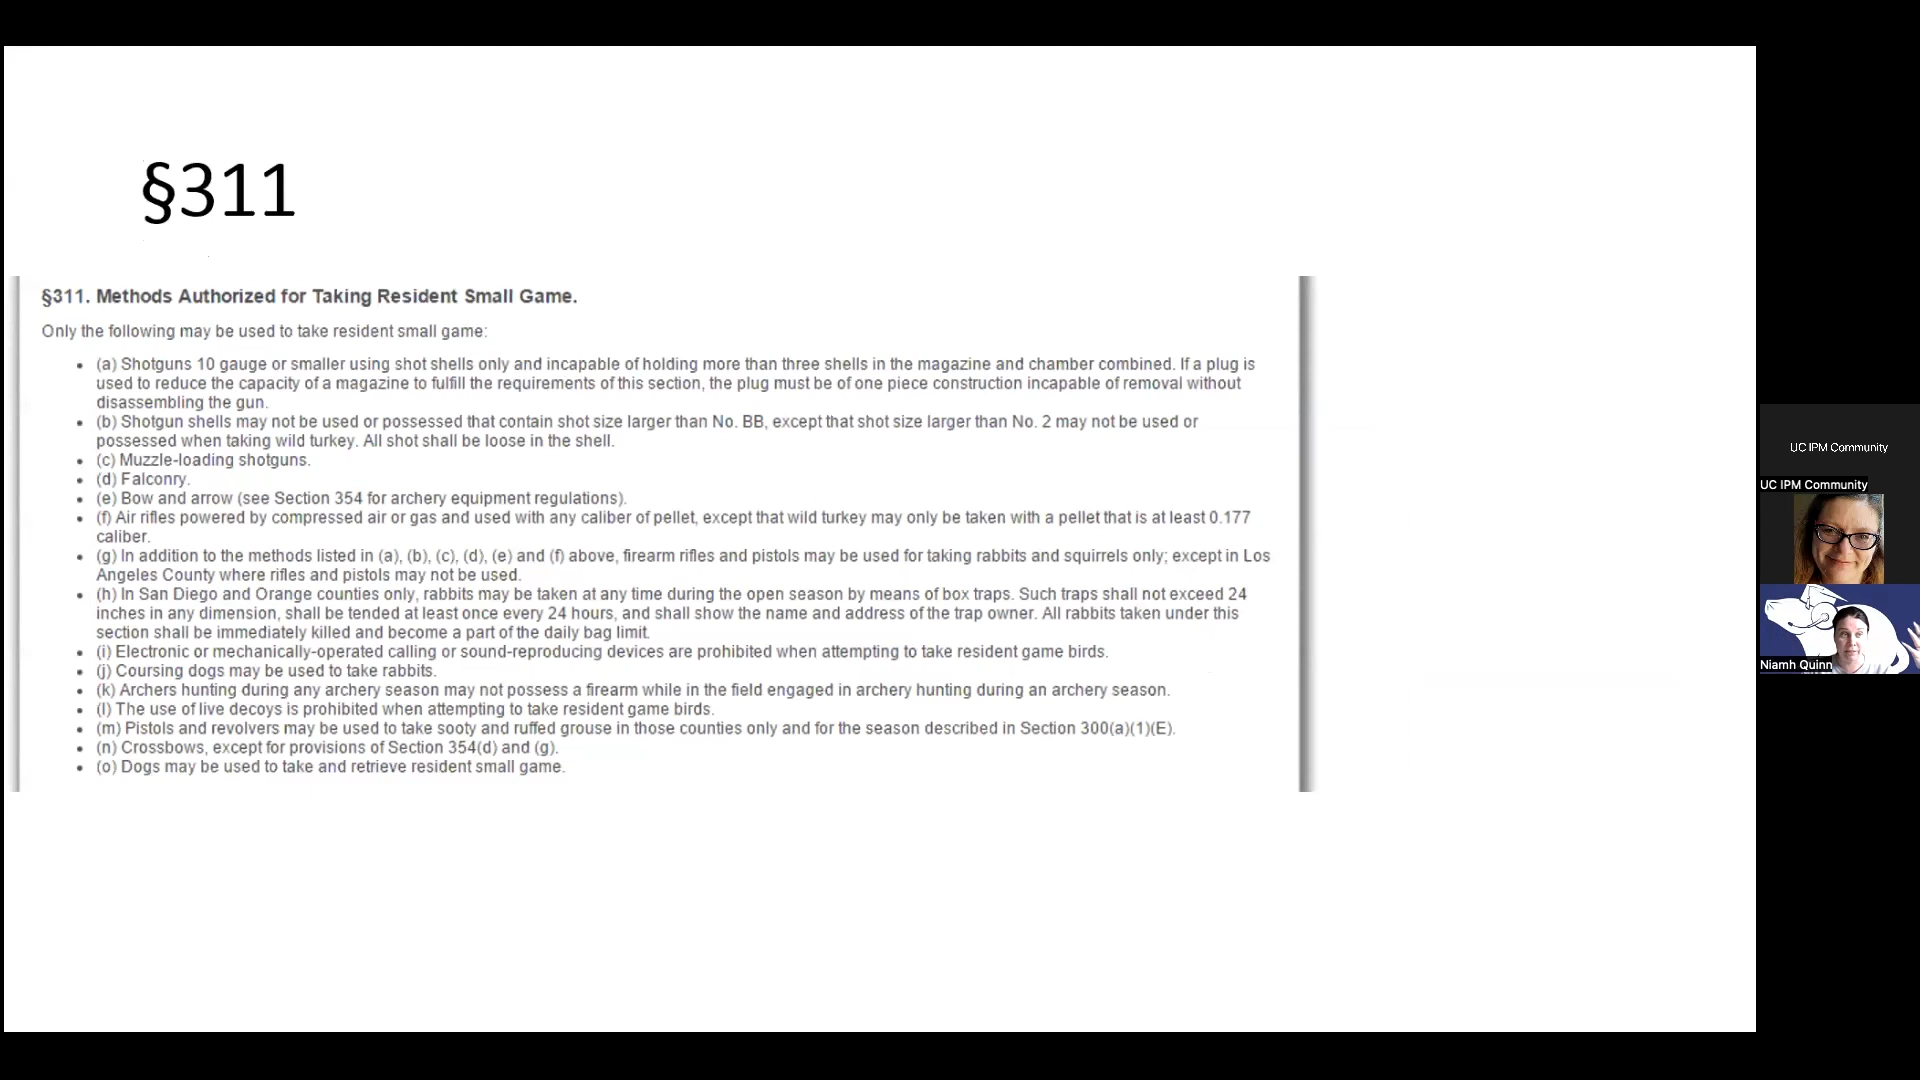 §311
§311. Methods Authorized for Taking Resident Small Game.
Only the following may be used to take resident small game:
• (a) Shotguns 10 gauge or smaller using shot shells only and incapable of holding more than three shells in the magazine and chamber combined. If a plug is
used to reduce the capacity of a magazine to fulfill the requirements of this section, the plug must be of one piece construction incapable of removal without
disassembling the gun.
• (b) Shotgun shells may not be used or possessed that contain shot size larger than No. BB, except that shot size larger than No. 2 may not be used or
possessed when taking wild turkey. All shot shall be loose in the shell.
• (c) Muzzle-loading shotguns.
• (d) Falconry.
• (e) Bow and arrow (see Section 354 for archery equipment regulations).
• (f) Air rifles powered by compressed air or gas and used with any caliber of pellet, except that wild turkey may only be taken with a pellet that is at least 0.177
caliber.
• (g) In addition to the methods listed in (a), (b), (c), (d), (e) and (f) above, firearm rifles and pistols may be used for taking rabbits and squirrels only; except in Los
Angeles County where rifles and pistols may not be used.
• (h) In San Diego and Orange counties only, rabbits may be taken at any time during the open season by means of box traps. Such traps shall not exceed 24
inches in any dimension, shall be tended at least once every 24 hours, and shall show the name and address of the trap owner. All rabbits taken under this
section shall be immediately killed and become a part of the daily bag limit.
• (i) Electronic or mechanically-operated calling or sound-reproducing devices are prohibited when attempting to take resident game birds.
• (j) Coursing dogs may be used to take rabbits.
• (k) Archers hunting during any archery season may not possess a firearm while in the field engaged in archery hunting during an archery season.
• (l) The use of live decoys is prohibited when attempting to take resident game birds.
• (m) Pistols and revolvers may be used to take sooty and ruffed grouse in those counties only and for the season described in Section 300(a)(1)(E).
• (n) Crossbows, except for provisions of Section 354(d) and (g).
• (o) Dogs may be used to take and retrieve resident small game.
UC IPM Community
UC IPM Community
Niamh Quinn